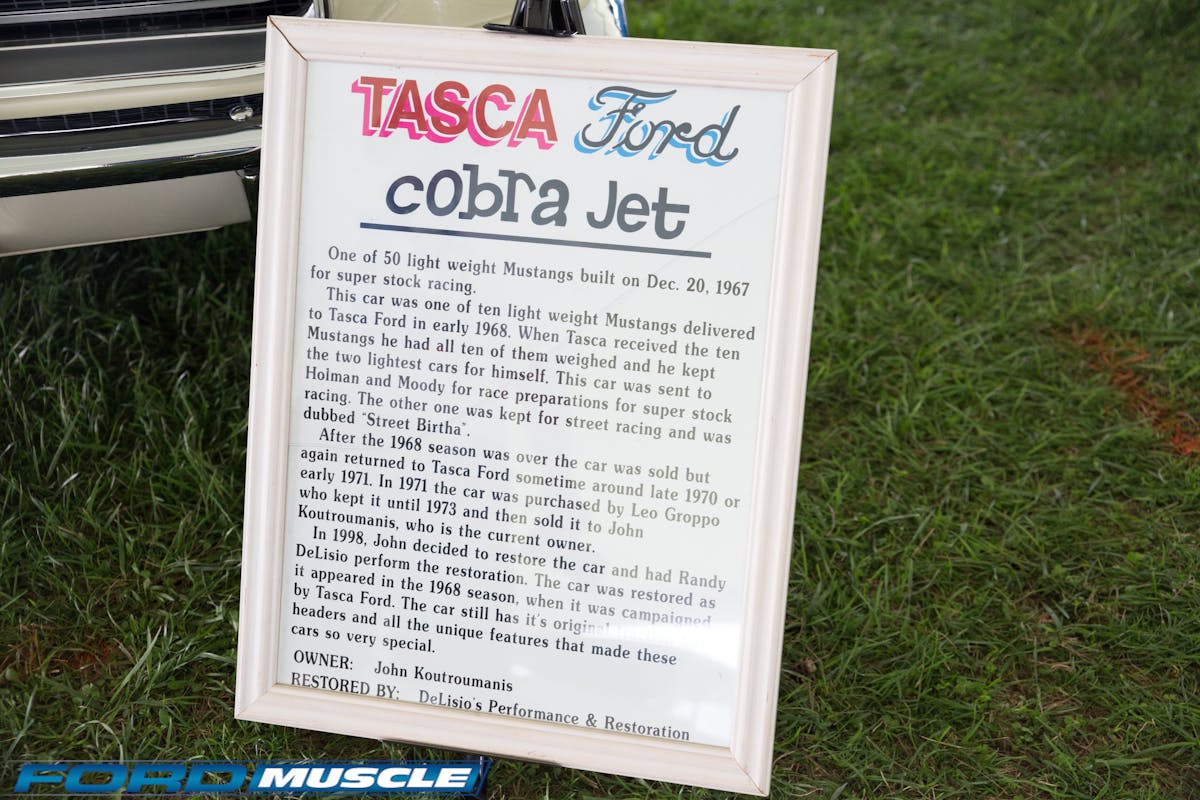 TASCA Ford
cobra Jet
One of 50 light weight Mustangs built on Dec. 20, 1967
for super stock racing.
This car was one of ten light weight Mustangs delivered
to Tasca Ford in early 1968. When Tasca received the ten
Mustangs he had all ten of them weighed and he kept
the two lightest cars for himself. This car was sent to
Holman and Moody for race preparations for super stock
racing. The other one was kept for street racing and was
dubbed "Street Birtha".
After the 1968 season was over the car was sold but
again returned to Tasca Ford sometime around late 1970 or
early 1971. In 1971 the car was purchased by Leo Groppo
who kept it until 1973 and then sold it to John
Koutroumanis, who is the current owner.
In 1998, John decided to restore the car and had Randy
DeLisio perform the restoration. The car was restored as
it appeared in the 1968 season, when it was campaigned
by Tasca Ford. The car still has it's original
headers and all the unique features that made these
cars so very special.
OWNER: John Koutroumanis
RESTORED BY: DeLisio's Performance & Restoration
FORD MUSCLE